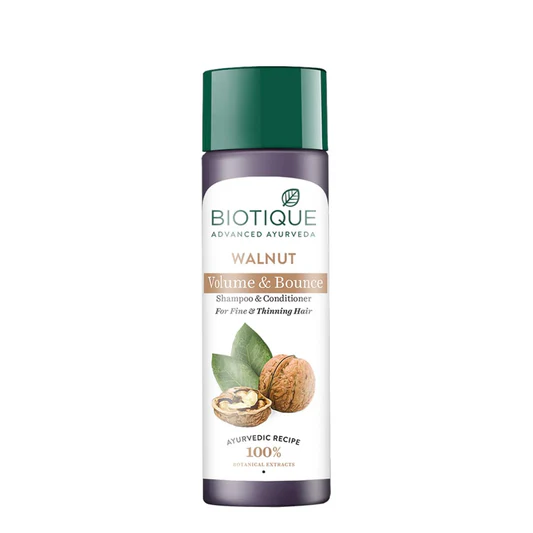 BIOTIQUE
ADVANCED AYURVEDA
WALNUT
Volume & Bounce
Shampoo & Conditioner
For Fine & Thinning Hair
AYURVEDIC RECIPE
100%
BOTANICAL EXTRACTS